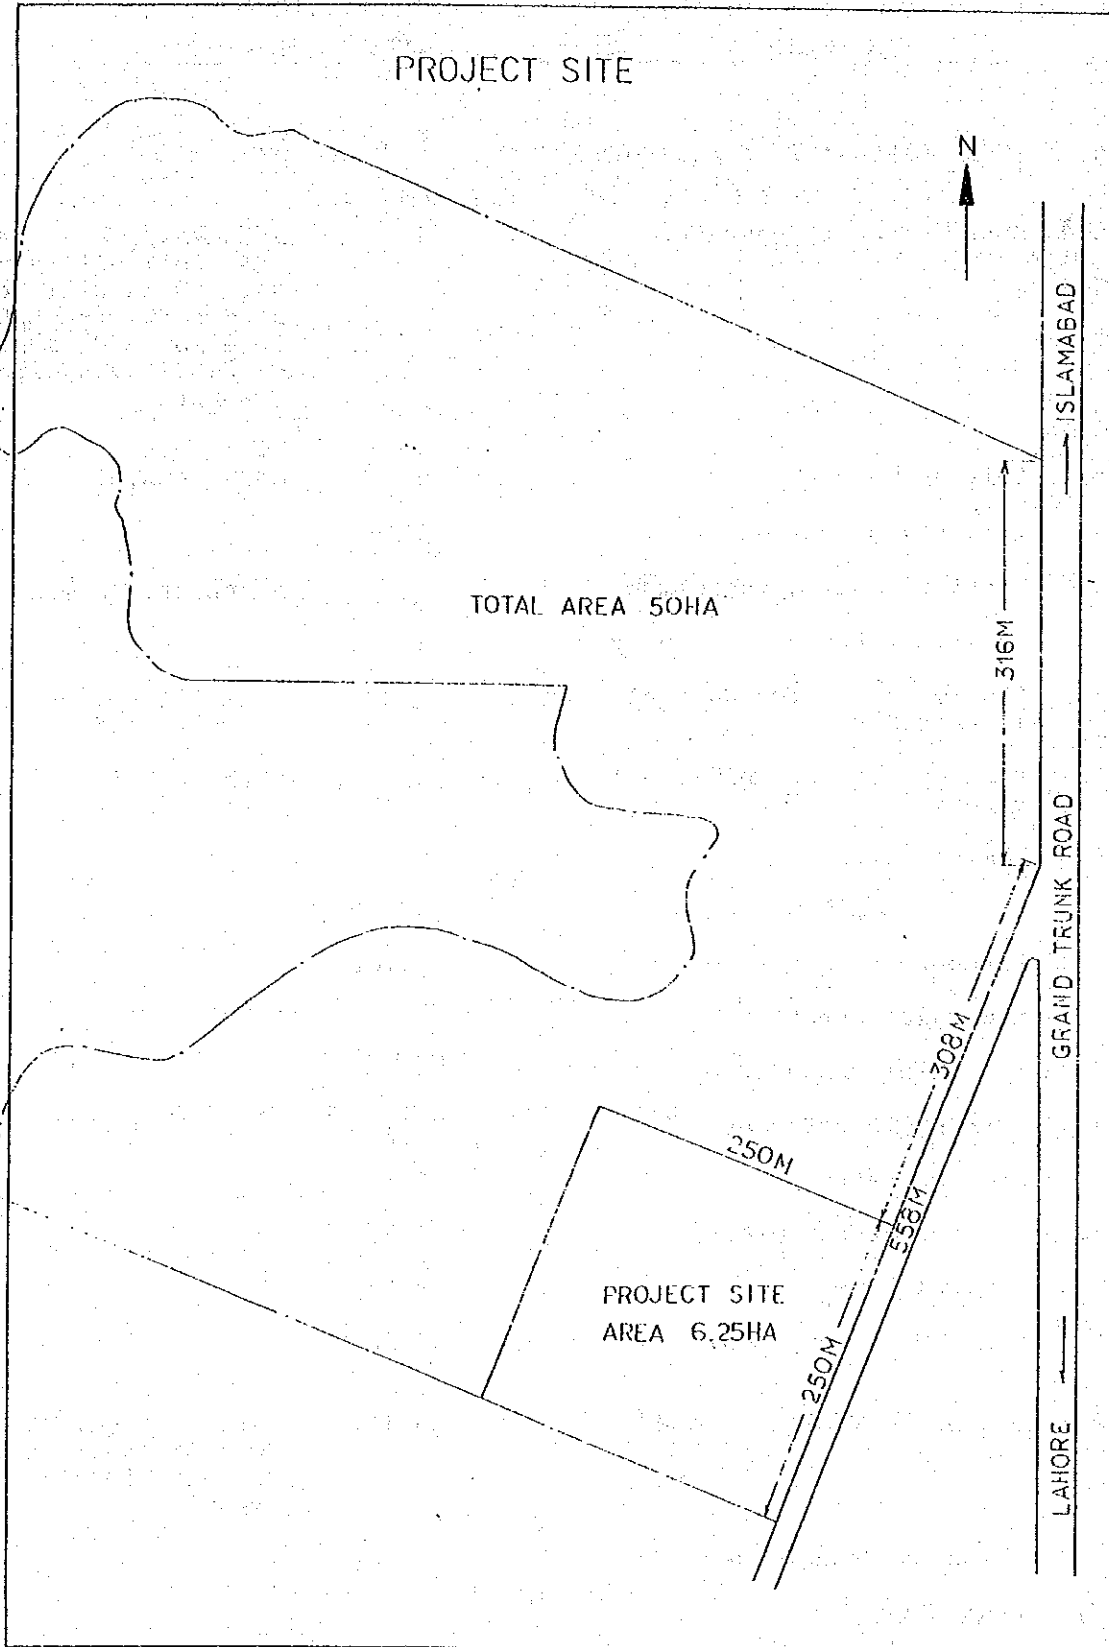 PROJECT SITE
N
ISLAMABAD
TOTAL AREA 50HA
316M
GRAND TRUNK ROAD
308M
250M
558M
PROJECT SITE
AREA 6.25HA
250M
LAHORE